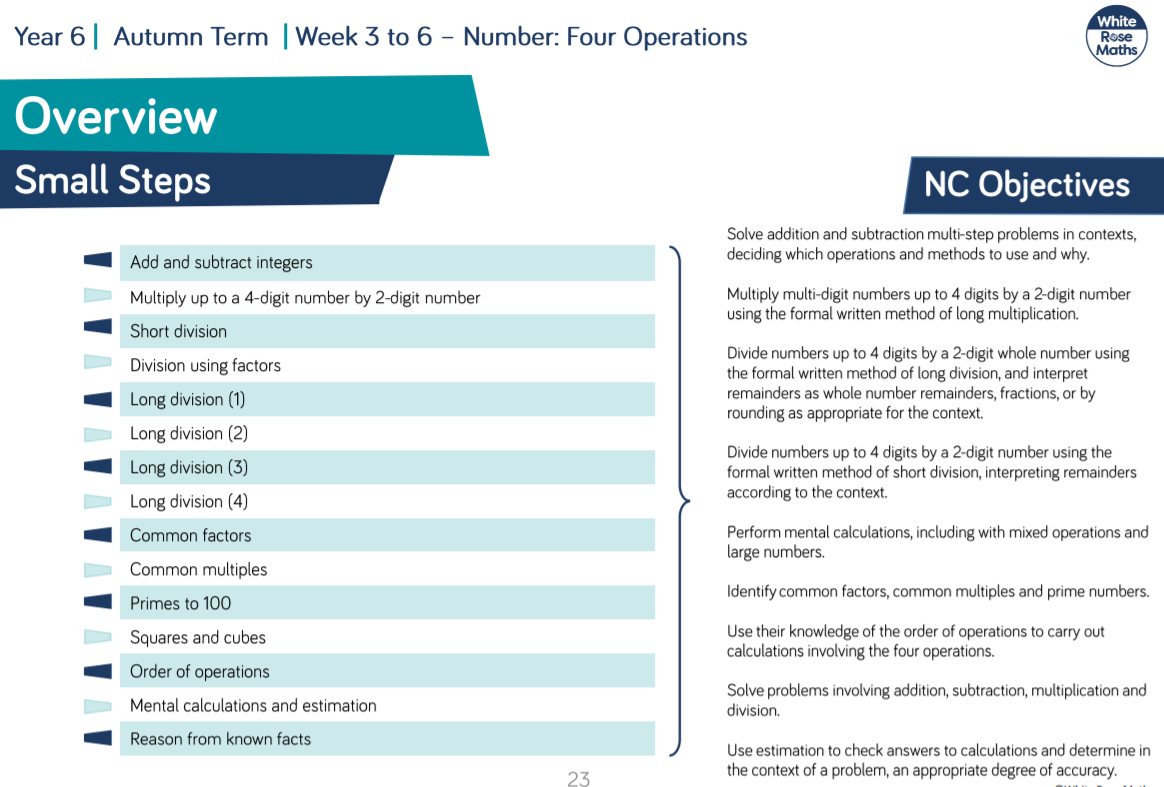 Year 6 | Autumn Term | Week 3 to 6 – Number: Four Operations
White
Rose
Maths
Overview
Small Steps
NC Objectives
Add and subtract integers
Multiply up to a 4-digit number by 2-digit number
Short division
Division using factors
Long division (1)
Long division (2)
Long division (3)
Long division (4)
Common factors
Common multiples
Primes to 100
Squares and cubes
Order of operations
Mental calculations and estimation
Reason from known facts
Solve addition and subtraction multi-step problems in contexts,
deciding which operations and methods to use and why.
Multiply multi-digit numbers up to 4 digits by a 2-digit number
using the formal written method of long multiplication.
Divide numbers up to 4 digits by a 2-digit whole number using
the formal written method of long division, and interpret
remainders as whole number remainders, fractions, or by
rounding as appropriate for the context.
Divide numbers up to 4 digits by a 2-digit number using the
formal written method of short division, interpreting remainders
according to the context.
Perform mental calculations, including with mixed operations and
large numbers.
Identify common factors, common multiples and prime numbers.
Use their knowledge of the order of operations to carry out
calculations involving the four operations.
Solve problems involving addition, subtraction, multiplication and
division.
Use estimation to check answers to calculations and determine in
the context of a problem, an appropriate degree of accuracy.
23